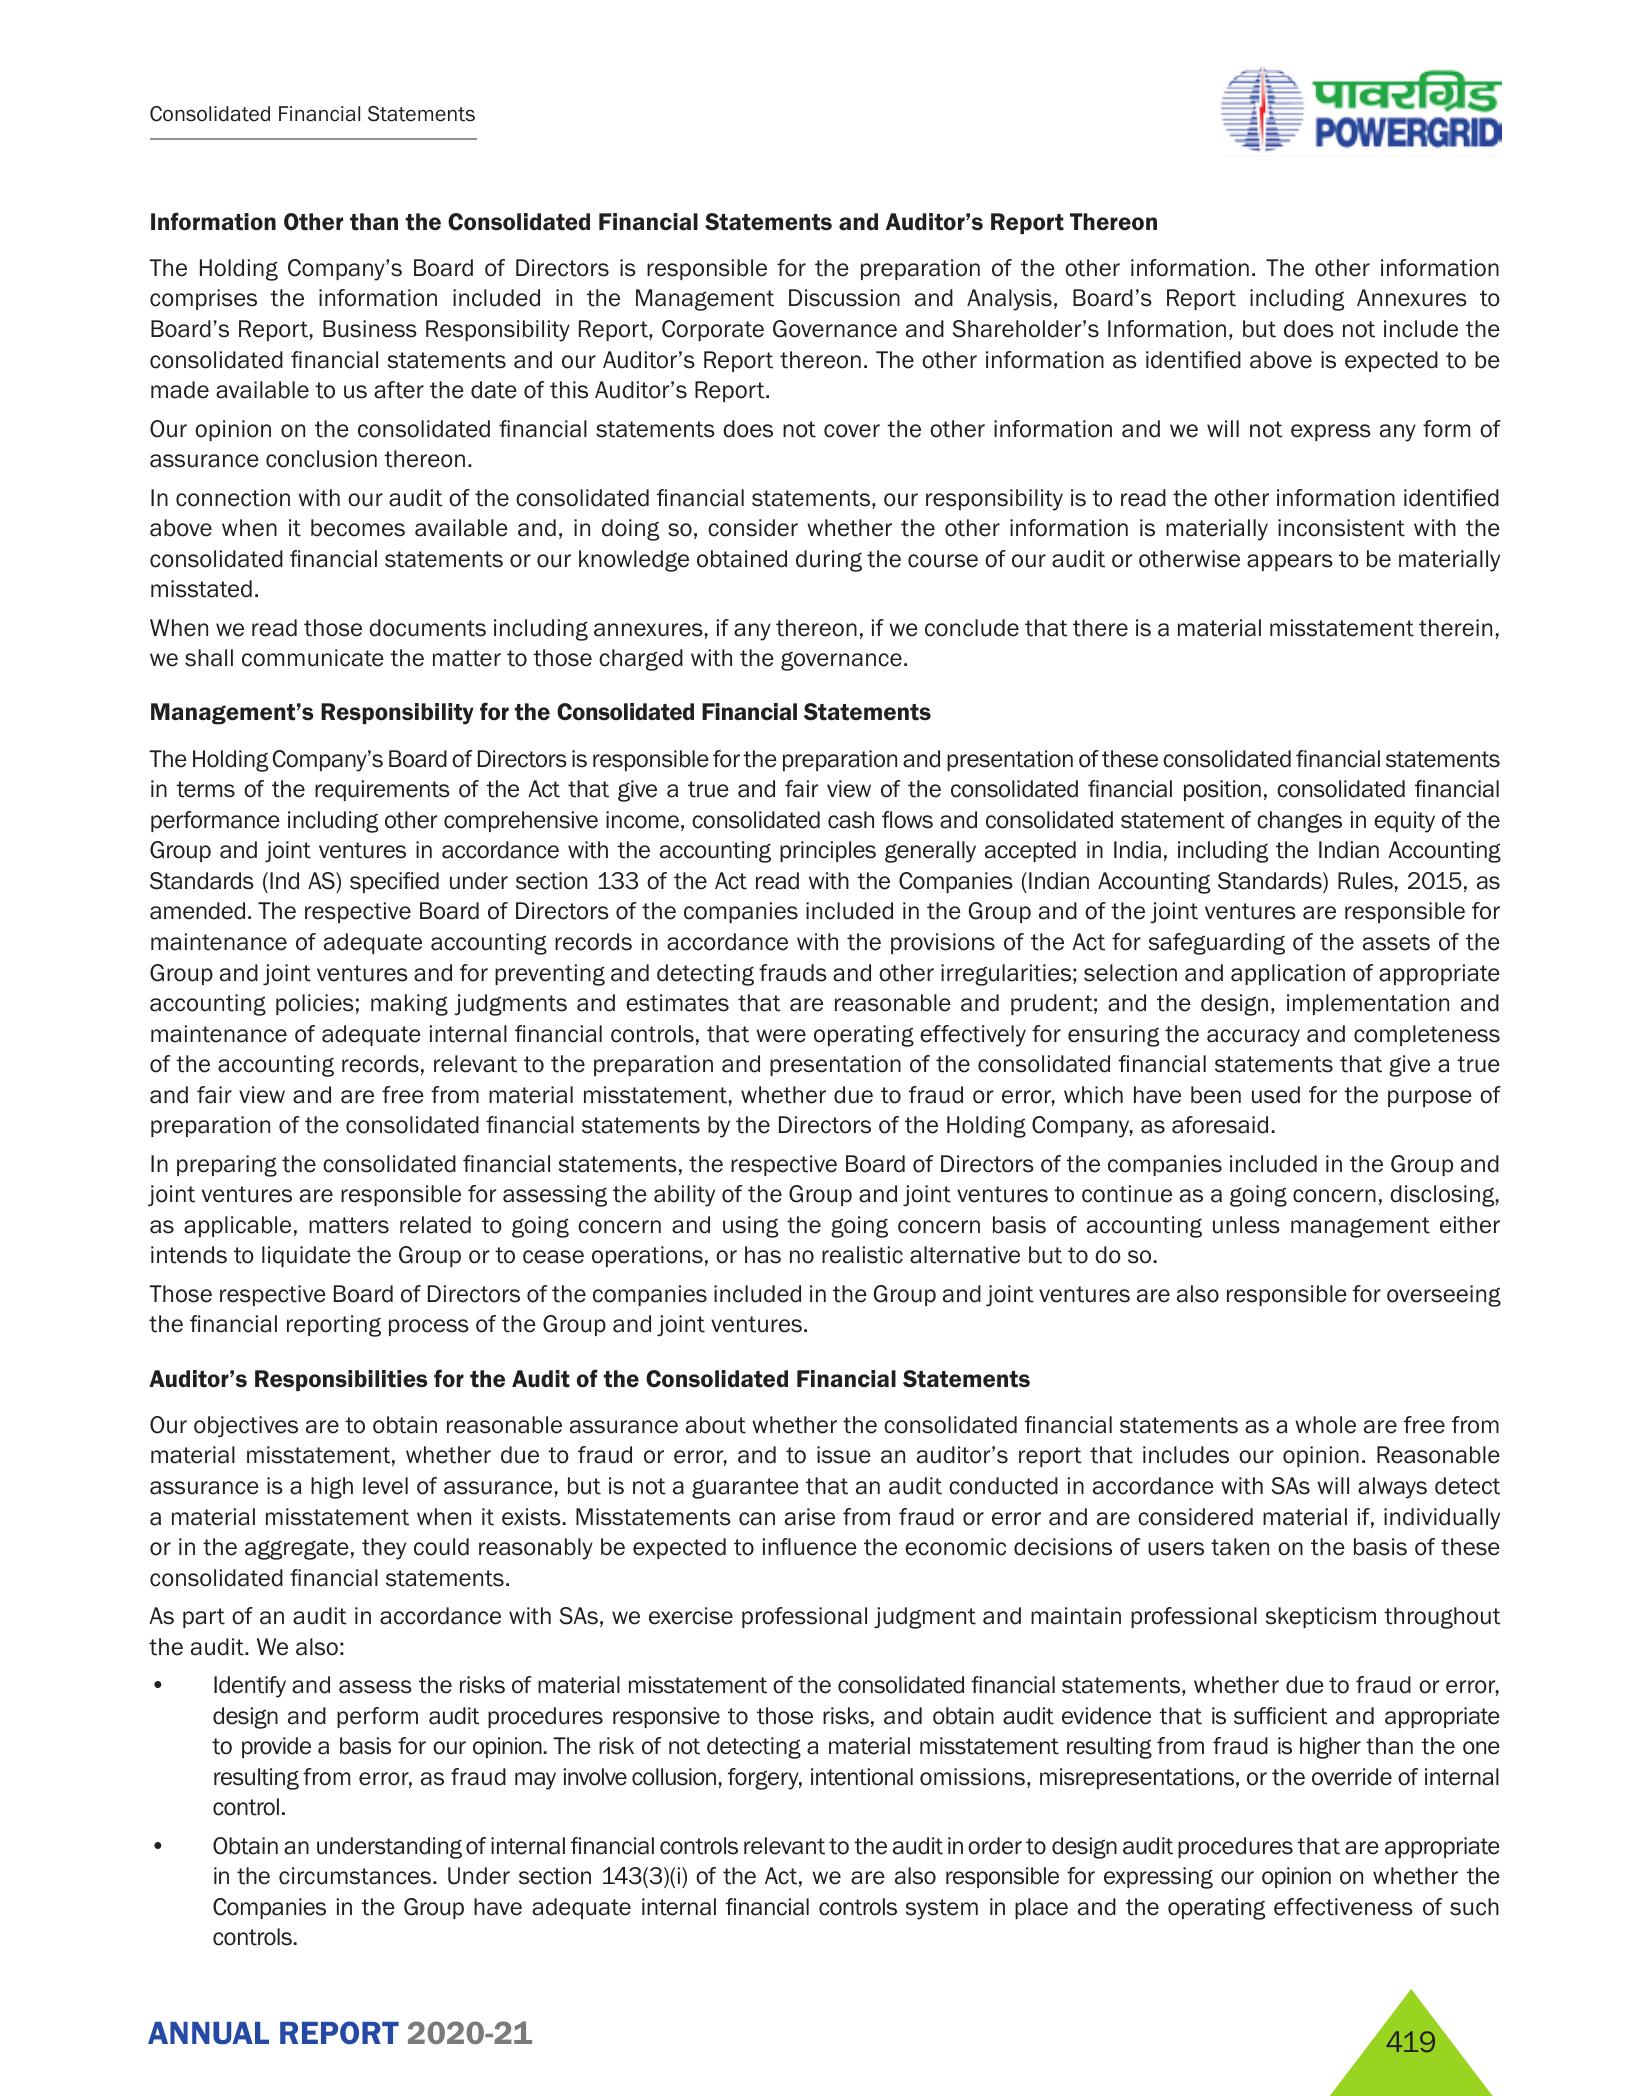 Consolidated Financial Statements
पावरग्रिड
POWERGRID
Information Other than the Consolidated Financial Statements and Auditor’s Report Thereon
The Holding Company’s Board of Directors is responsible for the preparation of the other information. The other information
comprises the information included in the Management Discussion and Analysis, Board’s Report including Annexures to
Board’s Report, Business Responsibility Report, Corporate Governance and Shareholder’s Information, but does not include the
consolidated financial statements and our Auditor’s Report thereon. The other information as identified above is expected to be
made available to us after the date of this Auditor’s Report.
Our opinion on the consolidated financial statements does not cover the other information and we will not express any form of
assurance conclusion thereon.
In connection with our audit of the consolidated financial statements, our responsibility is to read the other information identified
above when it becomes available and, in doing so, consider whether the other information is materially inconsistent with the
consolidated financial statements or our knowledge obtained during the course of our audit or otherwise appears to be materially
misstated.
When we read those documents including annexures, if any thereon, if we conclude that there is a material misstatement therein,
we shall communicate the matter to those charged with the governance.
Management’s Responsibility for the Consolidated Financial Statements
The Holding Company’s Board of Directors is responsible for the preparation and presentation of these consolidated financial statements
in terms of the requirements of the Act that give a true and fair view of the consolidated financial position, consolidated financial
performance including other comprehensive income, consolidated cash flows and consolidated statement of changes in equity of the
Group and joint ventures in accordance with the accounting principles generally accepted in India, including the Indian Accounting
Standards (Ind AS) specified under section 133 of the Act read with the Companies (Indian Accounting Standards) Rules, 2015, as
amended. The respective Board of Directors of the companies included in the Group and of the joint ventures are responsible for
maintenance of adequate accounting records in accordance with the provisions of the Act for safeguarding of the assets of the
Group and joint ventures and for preventing and detecting frauds and other irregularities; selection and application of appropriate
accounting policies; making judgments and estimates that are reasonable and prudent; and the design, implementation and
maintenance of adequate internal financial controls, that were operating effectively for ensuring the accuracy and completeness
of the accounting records, relevant to the preparation and presentation of the consolidated financial statements that give a true
and fair view and are free from material misstatement, whether due to fraud or error, which have been used for the purpose of
preparation of the consolidated financial statements by the Directors of the Holding Company, as aforesaid.
In preparing the consolidated financial statements, the respective Board of Directors of the companies included in the Group and
joint ventures are responsible for assessing the ability of the Group and joint ventures to continue as a going concern, disclosing,
as applicable, matters related to going concern and using the going concern basis of accounting unless management either
intends to liquidate the Group or to cease operations, or has no realistic alternative but to do so.
Those respective Board of Directors of the companies included in the Group and joint ventures are also responsible for overseeing
the financial reporting process of the Group and joint ventures.
Auditor’s Responsibilities for the Audit of the Consolidated Financial Statements
Our objectives are to obtain reasonable assurance about whether the consolidated financial statements as a whole are free from
material misstatement, whether due to fraud or error, and to issue an auditor’s report that includes our opinion. Reasonable
assurance is a high level of assurance, but is not a guarantee that an audit conducted in accordance with SAs will always detect
a material misstatement when it exists. Misstatements can arise from fraud or error and are considered material if, individually
or in the aggregate, they could reasonably be expected to influence the economic decisions of users taken on the basis of these
consolidated financial statements.
As part of an audit in accordance with SAs, we exercise professional judgment and maintain professional skepticism throughout
the audit. We also:
• Identify and assess the risks of material misstatement of the consolidated financial statements, whether due to fraud or error,
design and perform audit procedures responsive to those risks, and obtain audit evidence that is sufficient and appropriate
to provide a basis for our opinion. The risk of not detecting a material misstatement resulting from fraud is higher than the one
resulting from error, as fraud may involve collusion, forgery, intentional omissions, misrepresentations, or the override of internal
control.
• Obtain an understanding of internal financial controls relevant to the audit in order to design audit procedures that are appropriate
in the circumstances. Under section 143(3)(i) of the Act, we are also responsible for expressing our opinion on whether the
Companies in the Group have adequate internal financial controls system in place and the operating effectiveness of such
controls.
ANNUAL REPORT 2020-21
419